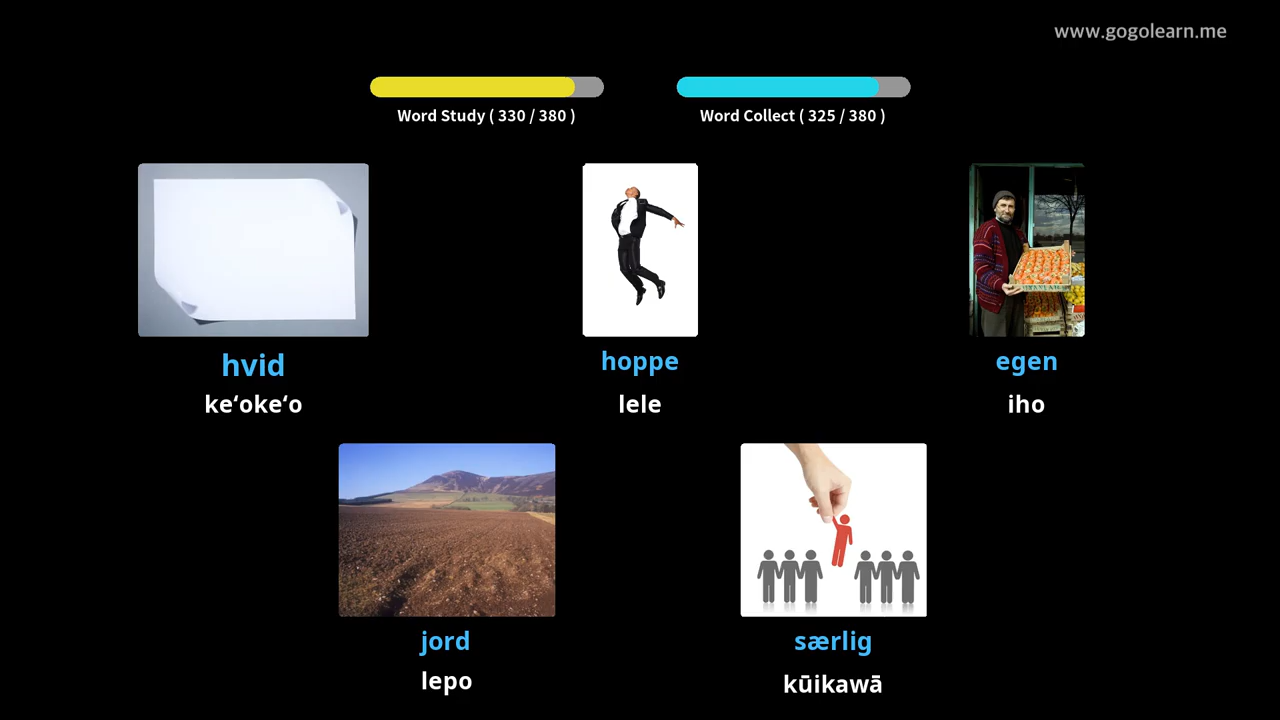 www.gogolearn.me
Word Study ( 330 / 380 )
Word Collect ( 325 / 380 )
hvid
hoppe
egen
keʻokeʻo
lele
iho
jord
særlig
lepo
kūikawā